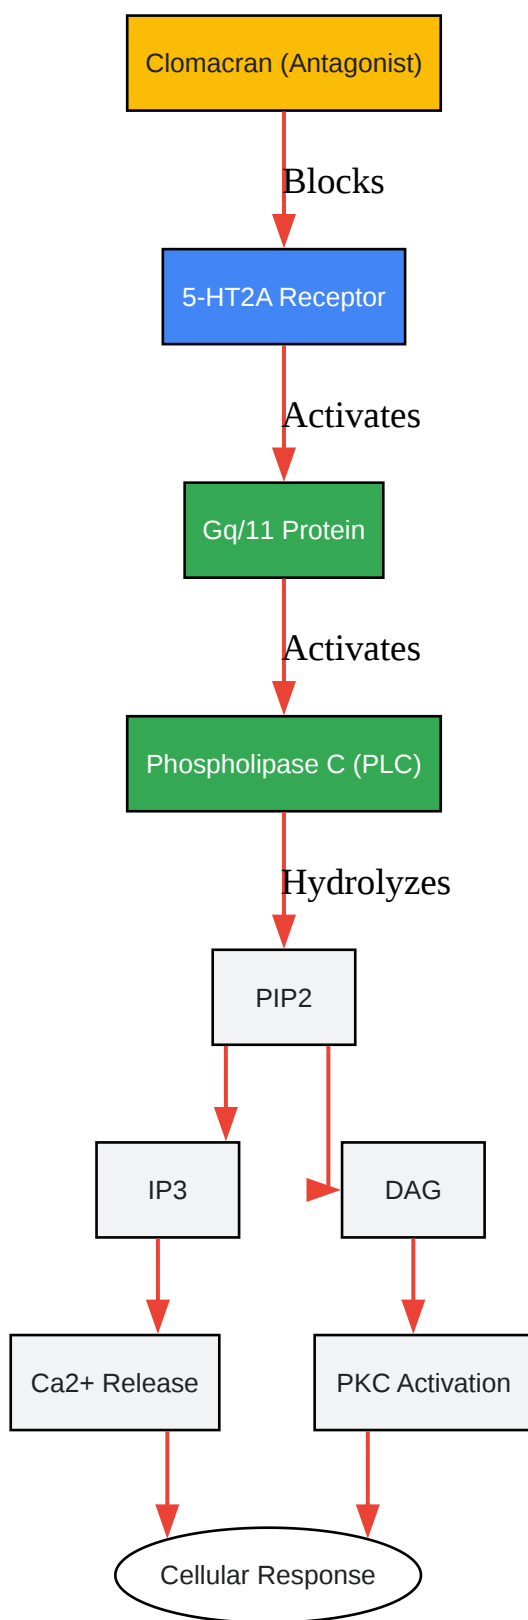 Clomacran (Antagonist)
Blocks
5-HT2A Receptor
Activates
Gq/11 Protein
Activates
Phospholipase C (PLC)
Hydrolyzes
PIP2
IP3
DAG
Ca2+ Release
PKC Activation
Cellular Response